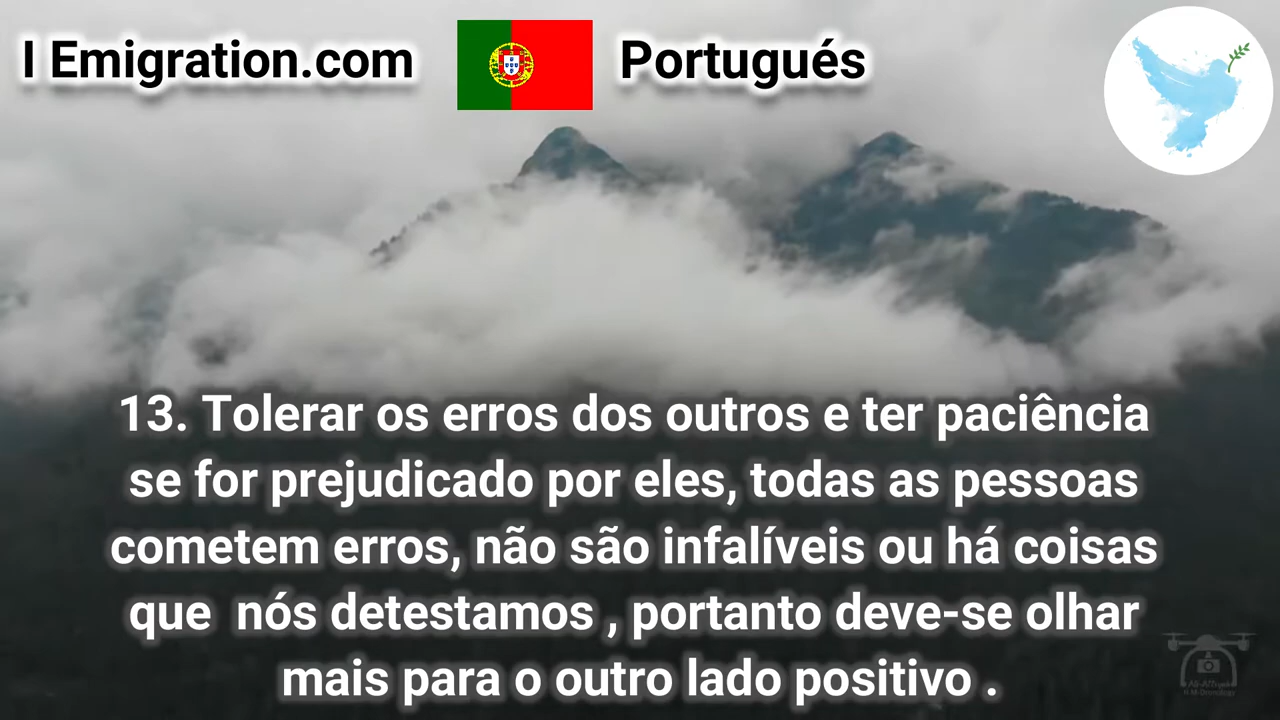 I Emigration.com
Portugués
13. Tolerar os erros dos outros e ter paciência
se for prejudicado por eles, todas as pessoas
cometem erros, não são infalíveis ou há coisas
que nós detestamos , portanto deve-se olhar
mais para o outro lado positivo .